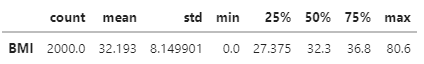 count mean std min 25% 50% 75% max
BMI 2000.0 32.193 8.149901 0.0 27.375 32.3 36.8 80.6